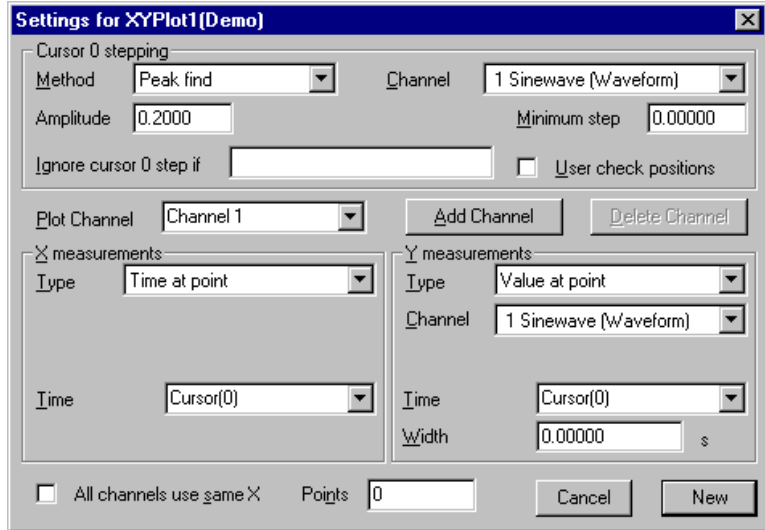 Settings for XYPlot1(Demo)
Cursor 0 stepping
Method Peak find Channel 1 Sinewave (Waveform)
Amplitude 0.2000 Minimum step 0.00000
Ignore cursor 0 step if User check positions
Plot Channel Channel 1 Add Channel Delete Channel
X measurements Y measurements
Type Time at point Type Value at point
Channel 1 Sinewave (Waveform)
Time Cursor(0) Time Cursor(0)
Width 0.00000 s
All channels use same X Points 0 Cancel New